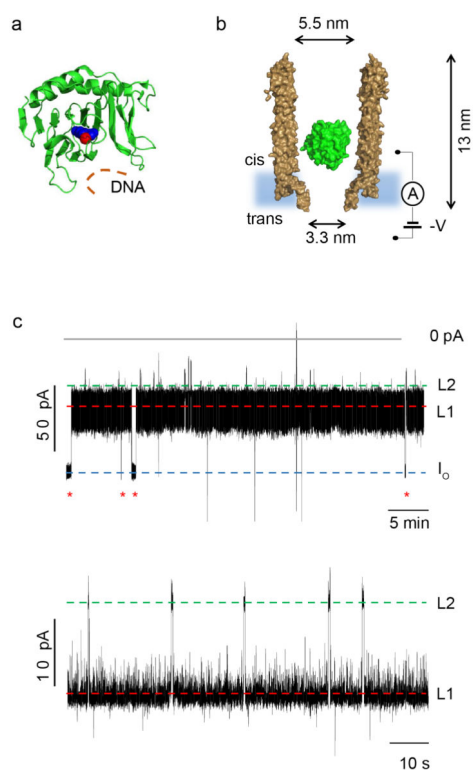 a
DNA
b
5.5 nm
13 nm
cis
trans
A
-V
3.3 nm
c
0 pA
L2
L1
50 pA
Io
* * * *
5 min
L2
10 pA
L1
10 s